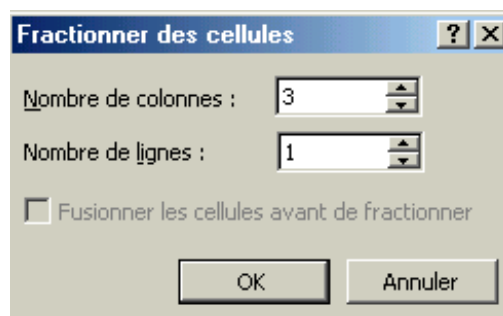 Fractionner des cellules
Nombre de colonnes : 3
Nombre de lignes : 1
Fusionner les cellules avant de fractionner
OK Annuler